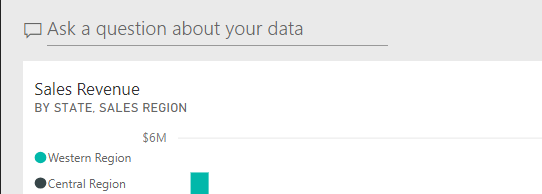 Ask a question about your data
Sales Revenue
BY STATE, SALES REGION
$6M
Western Region
Central Region